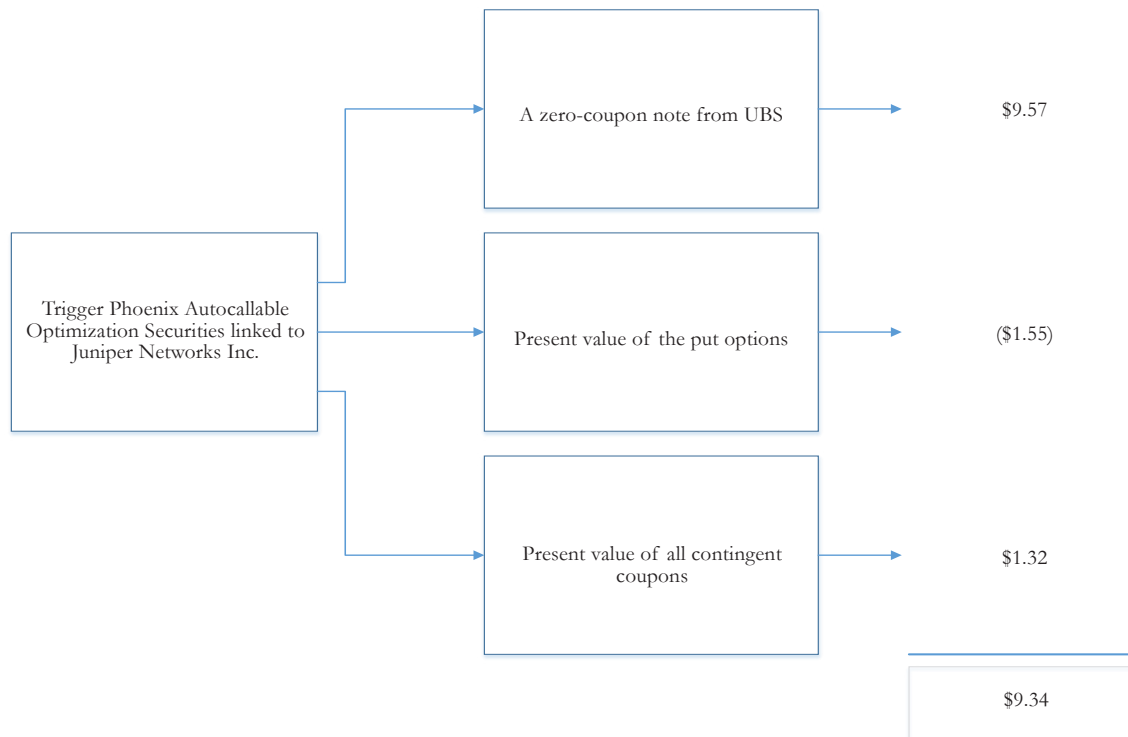 A zero-coupon note from UBS
$9.57
Trigger Phoenix Autocallable
Optimization Securities linked to
Juniper Networks Inc.
Present value of the put options
($1.55)
Present value of all contingent
coupons
$1.32
$9.34